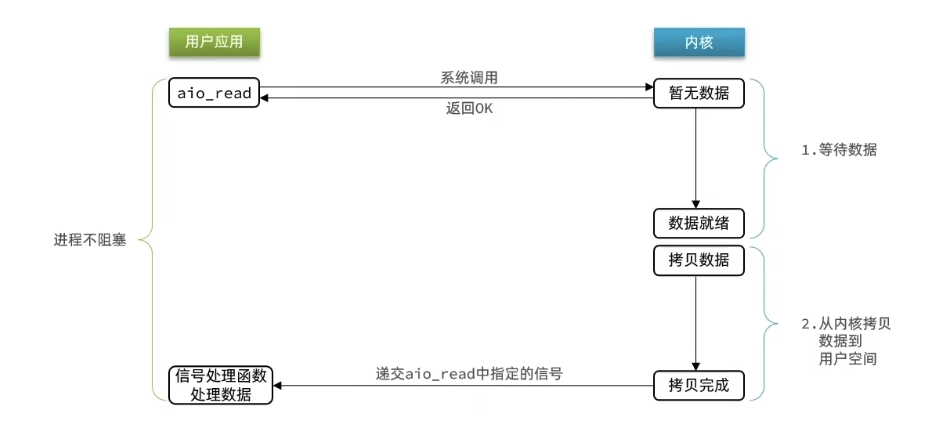 用户应用
内核
aio_read
系统调用
返回OK
暂无数据
1.等待数据
数据就绪
进程不阻塞
拷贝数据
2.从内核拷贝
数据到
用户空间
信号处理函数
处理数据
递交aio_read中指定的信号
拷贝完成